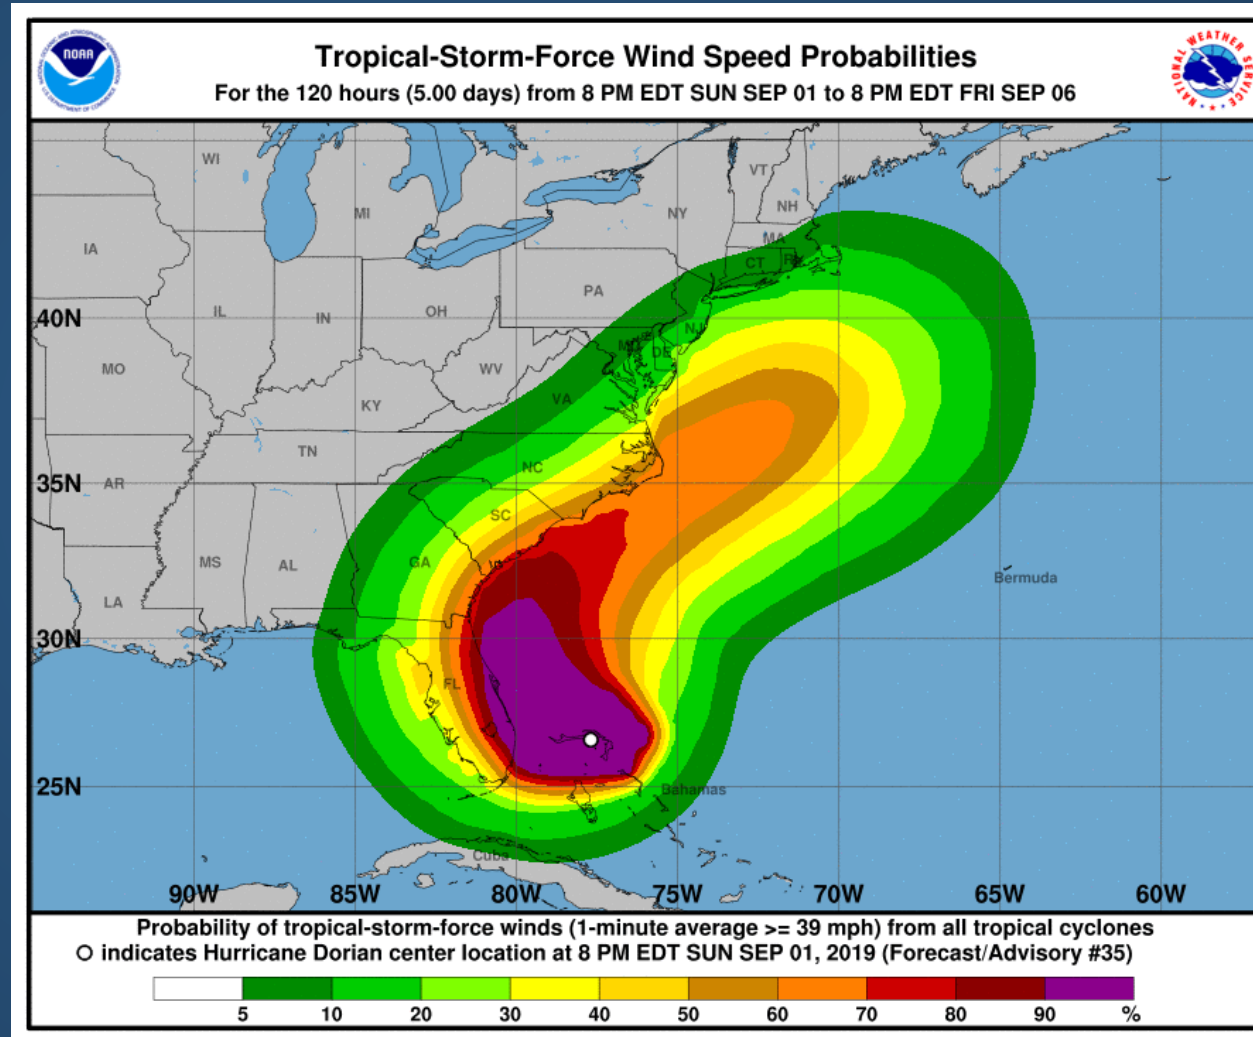 NOAA
Tropical-Storm-Force Wind Speed Probabilities
For the 120 hours (5.00 days) from 8 PM EDT SUN SEP 01 to 8 PM EDT FRI SEP 06
NATIONAL WEATHER SERVICE
WI
VT
MI
NY
NH
IA
MA
CT
RI
PA
IL
IN
OH
40N
NJ
MD
DE
MO
WV
KY
VA
TN
NC
35N
AR
SC
MS
AL
GA
Bermuda
LA
30N
FL
25N
Bahamas
Cuba
90W
85W
80W
75W
70W
65W
60W
Probability of tropical-storm-force winds (1-minute average >= 39 mph) from all tropical cyclones
indicates Hurricane Dorian center location at 8 PM EDT SUN SEP 01, 2019 (Forecast/Advisory #35)
5 10 20 30 40 50 60 70 80 90 %